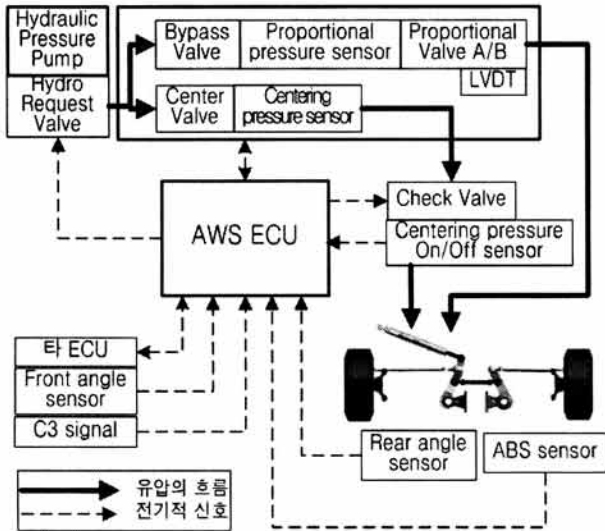 Hydraulic
Pressure
Pump
Hydro
Request
Valve
Bypass
Valve
Proportional
pressure sensor
Proportional
Valve A/B
LVDT
Center
Valve
Centering
pressure sensor
AWS ECU
Check Valve
Centering pressure
On/Off sensor
타 ECU
Front angle
sensor
C3 signal
Rear angle
sensor
ABS sensor
유압의 흐름
전기적 신호